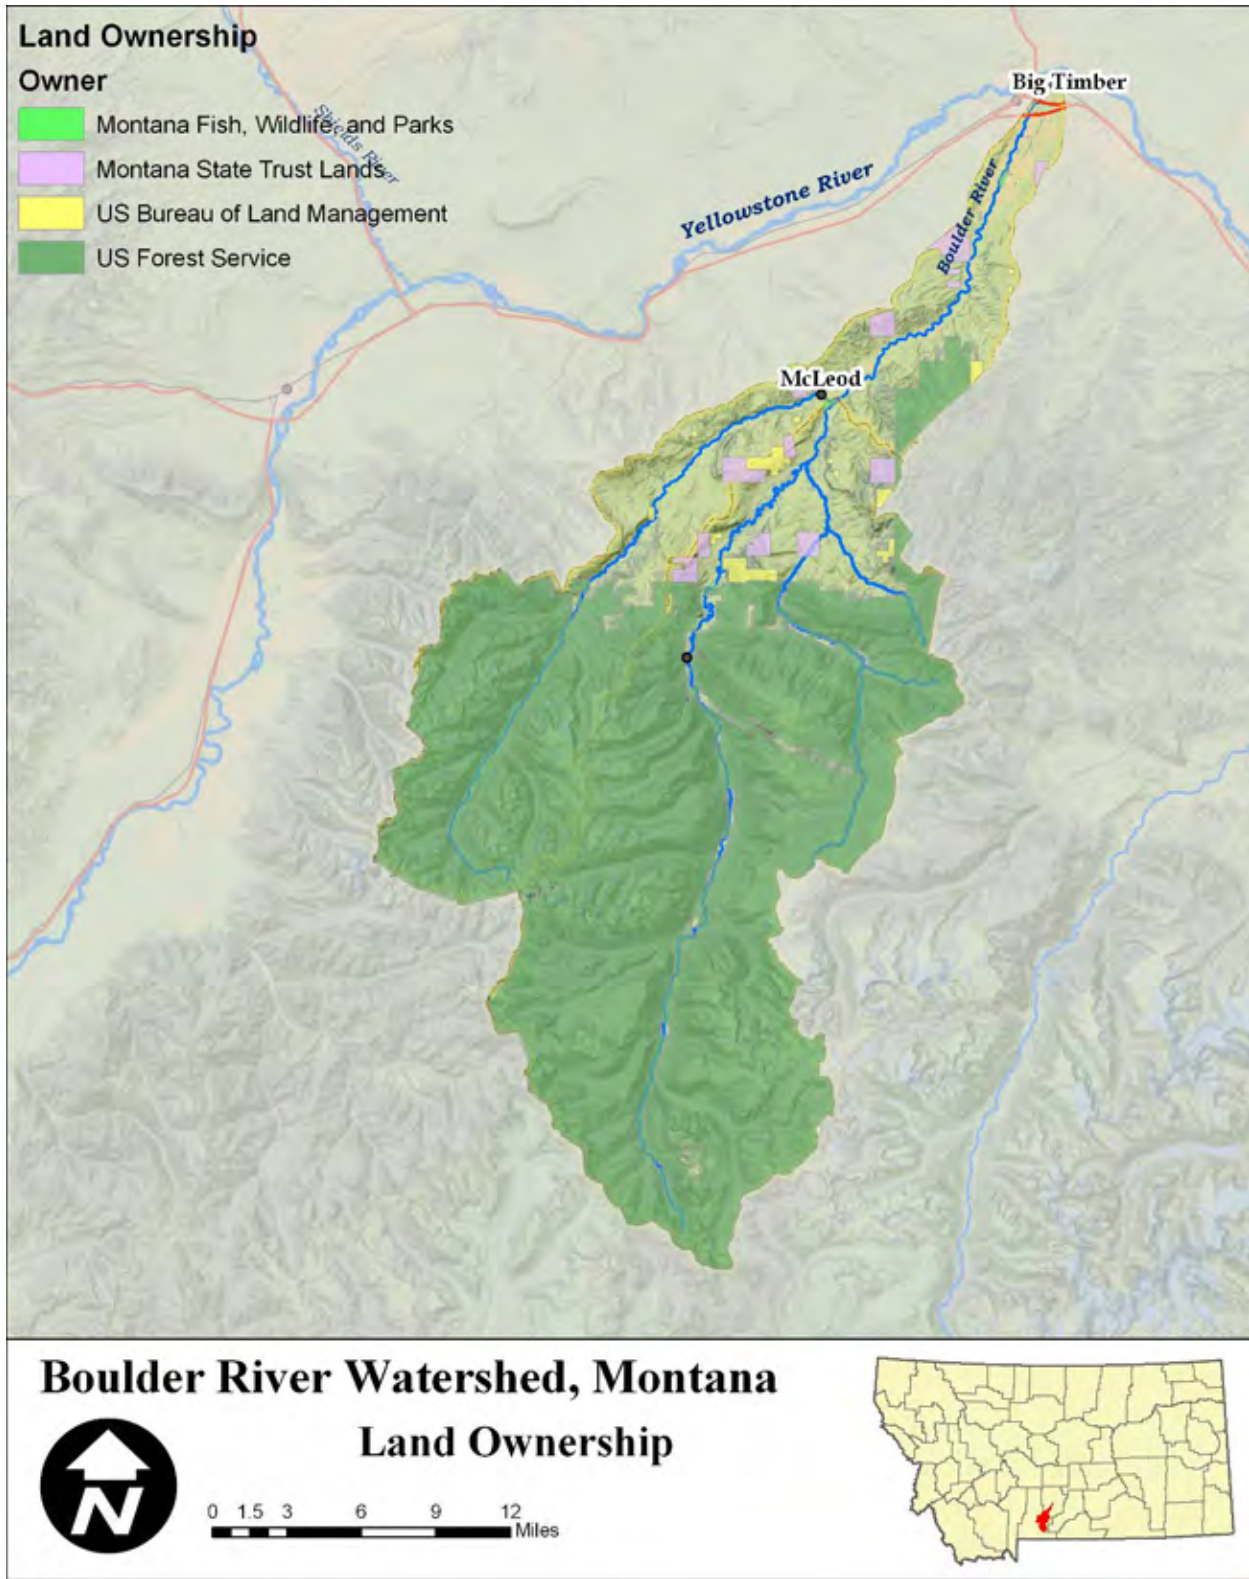 Land Ownership
Owner
Montana Fish, Wildlife, and Parks
Montana State Trust Lands
US Bureau of Land Management
US Forest Service
Shields River
Big Timber
Yellowstone River
Boulder River
McLeod
Boulder River Watershed, Montana
Land Ownership
N
0 1.5 3 6 9 12
Miles